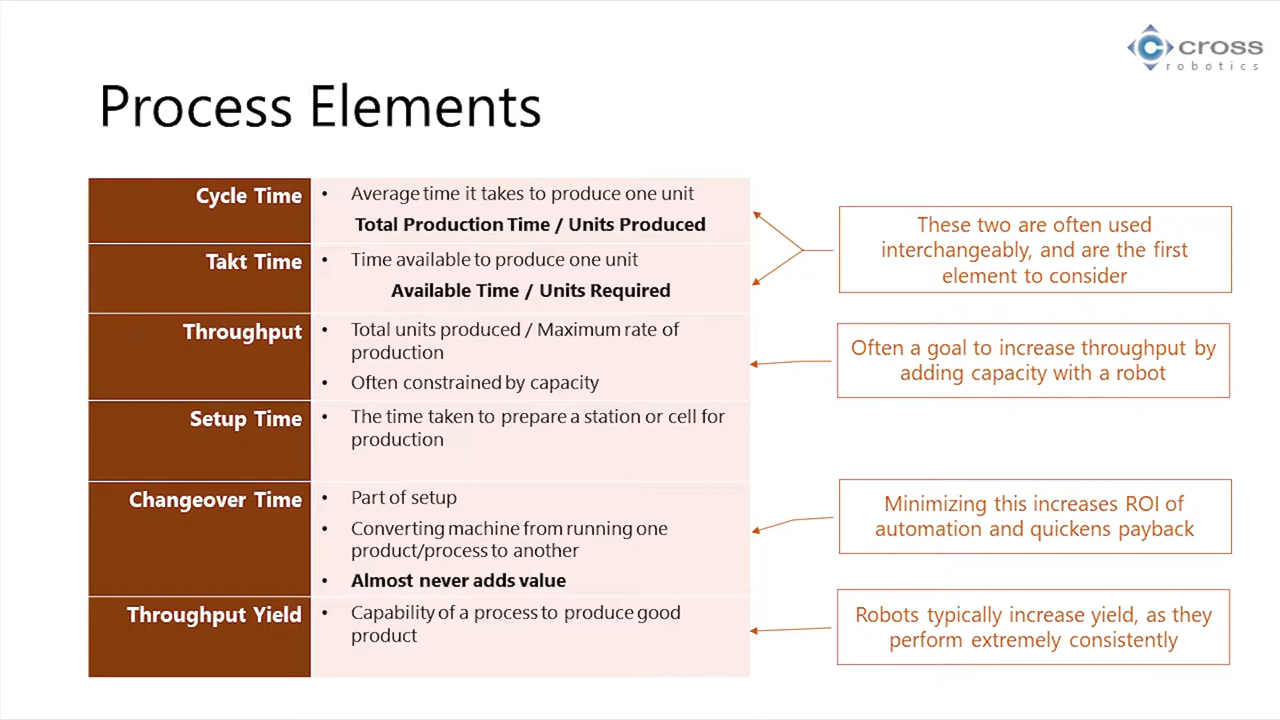 cross
robotics
Process Elements
Cycle Time
• Average time it takes to produce one unit
Total Production Time / Units Produced
Takt Time
• Time available to produce one unit
Available Time / Units Required
Throughput
• Total units produced / Maximum rate of
production
• Often constrained by capacity
Setup Time
• The time taken to prepare a station or cell for
production
Changeover Time
• Part of setup
• Converting machine from running one
product/process to another
• Almost never adds value
Throughput Yield
• Capability of a process to produce good
product
These two are often used
interchangeably, and are the first
element to consider
Often a goal to increase throughput by
adding capacity with a robot
Minimizing this increases ROI of
automation and quickens payback
Robots typically increase yield, as they
perform extremely consistently